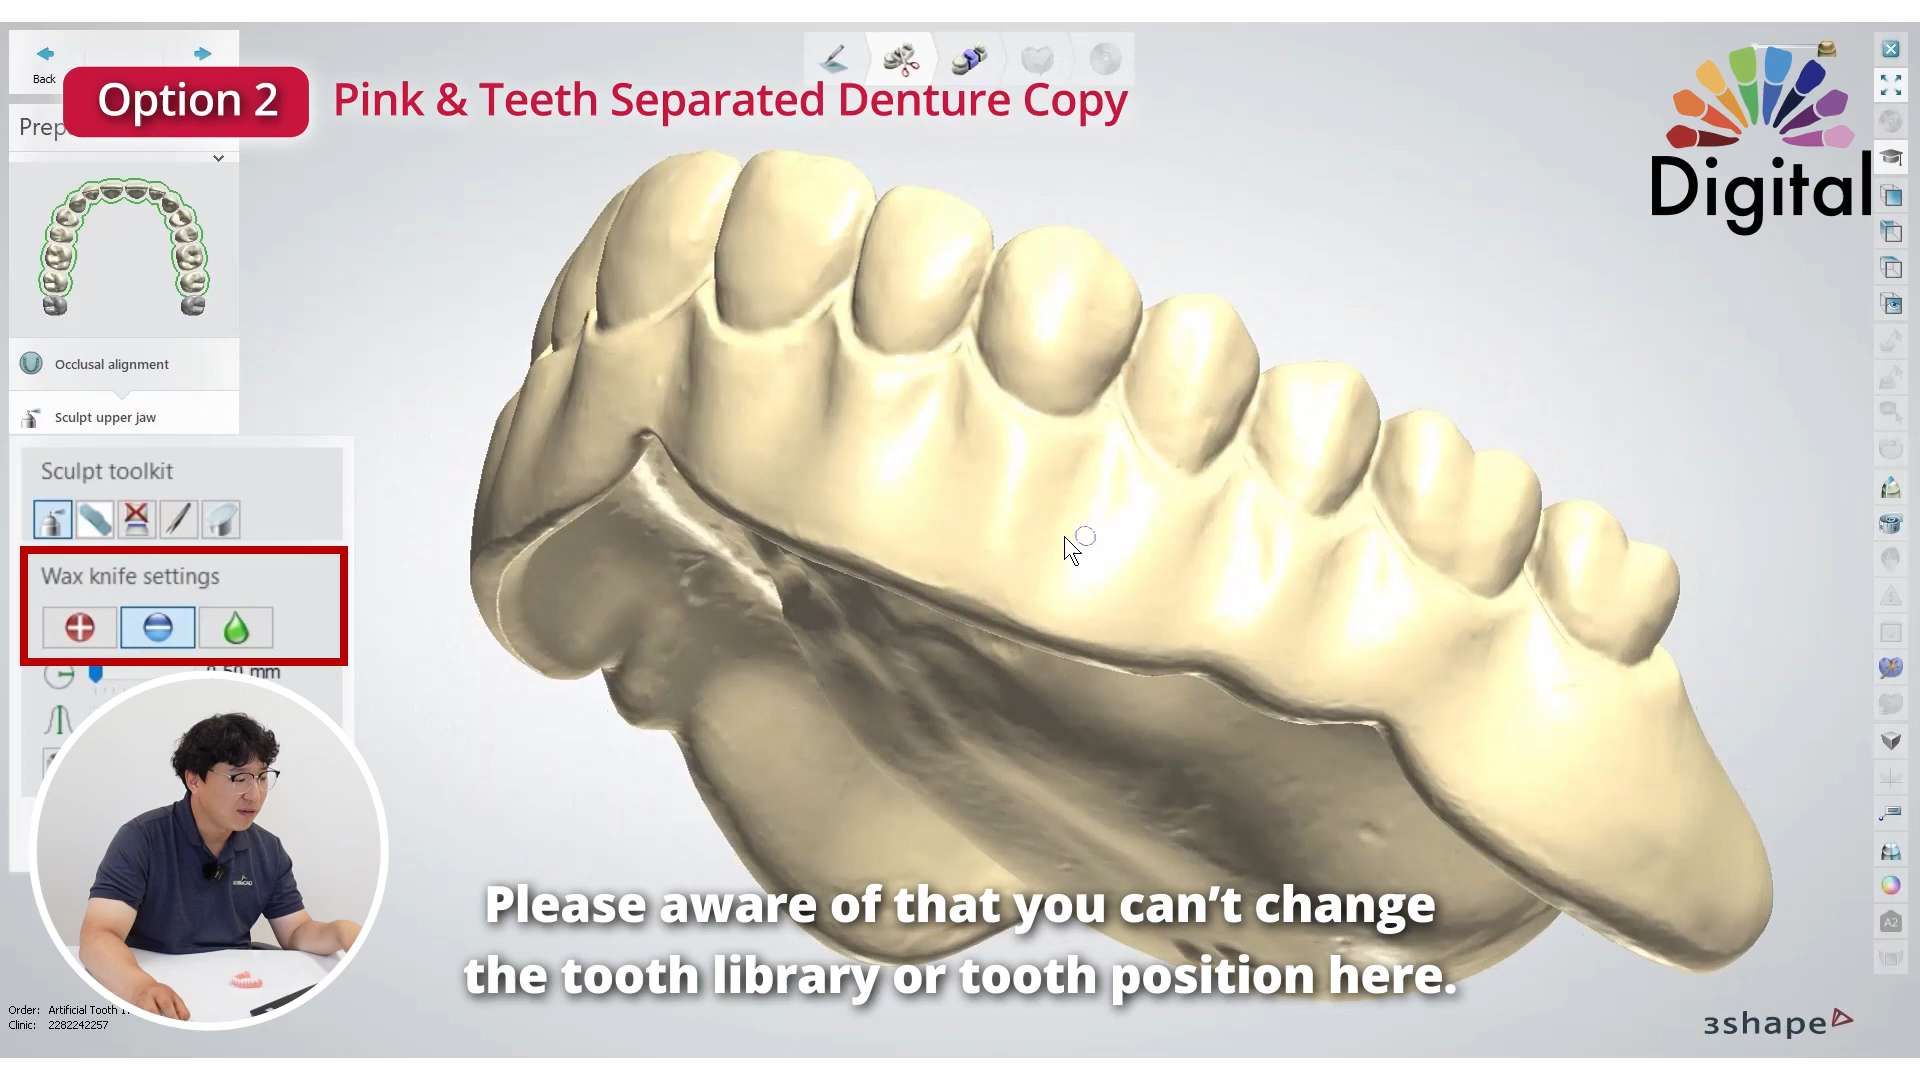 Back
Option 2
Pink & Teeth Separated Denture Copy
Digital
Occlusal alignment
Sculpt upper jaw
Sculpt toolkit
Wax knife settings
mm
A2
Please aware of that you can't change
the tooth library or tooth position here.
Order: Artificial Tooth
Clinic: 2282242257
3shape